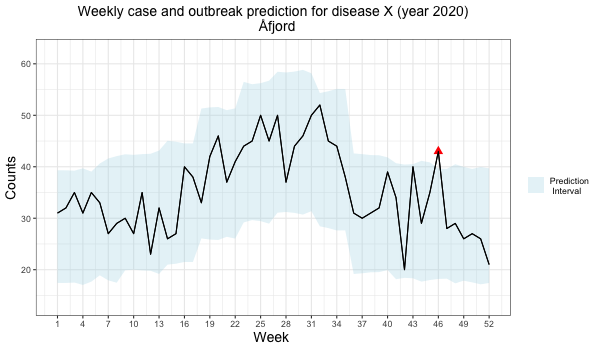 Weekly case and outbreak prediction for disease X (year 2020)
Åfjord
60
50
40
30
20
Counts
1 4 7 10 13 16 19 22 25 28 31 34 37 40 43 46 49 52
Week
Prediction
Interval